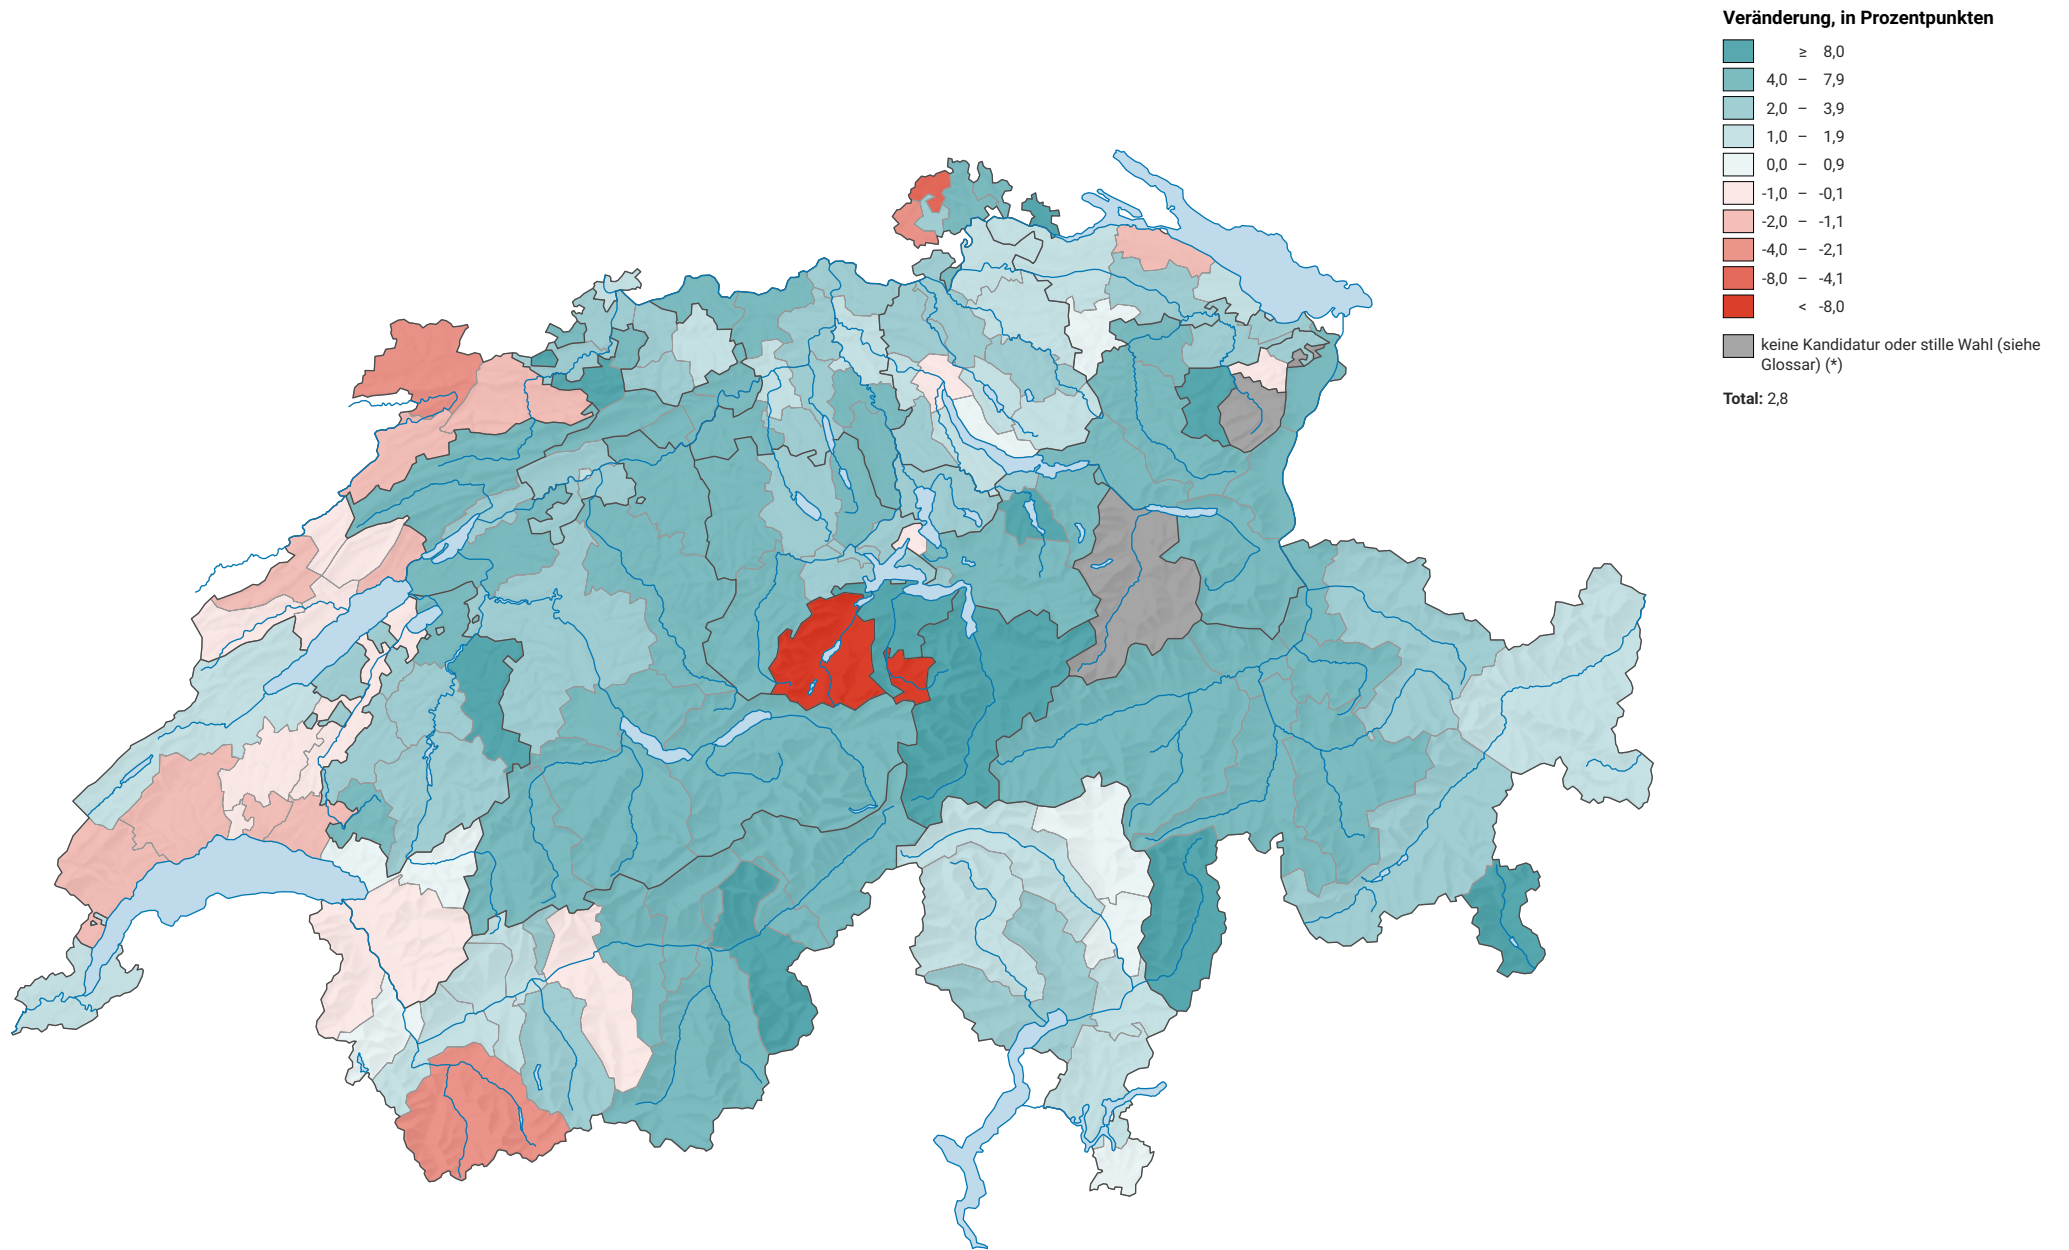 Veränderung, in Prozentpunkten
≥ 8,0
4,0 – 7,9
2,0 – 3,9
1,0 – 1,9
0,0 – 0,9
-1,0 – -0,1
-2,0 – -1,1
-4,0 – -2,1
-8,0 – -4,1
< -8,0
keine Kandidatur oder stille Wahl (siehe
Glossar) (*)
Total: 2,8